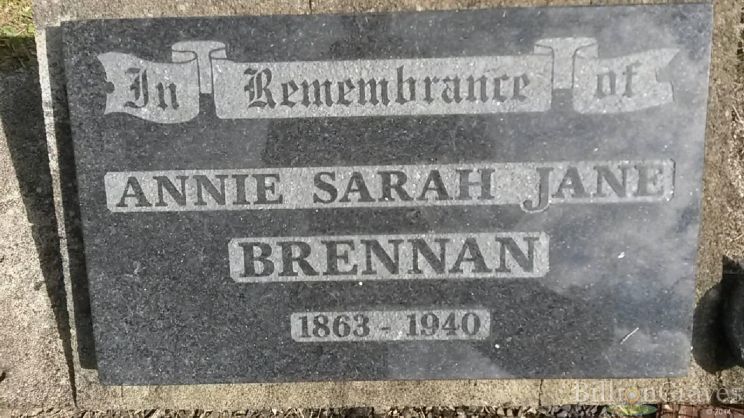 In Remembrance of
ANNIE SARAH JANE
BRENNAN
1863 - 1940
BillionGraves